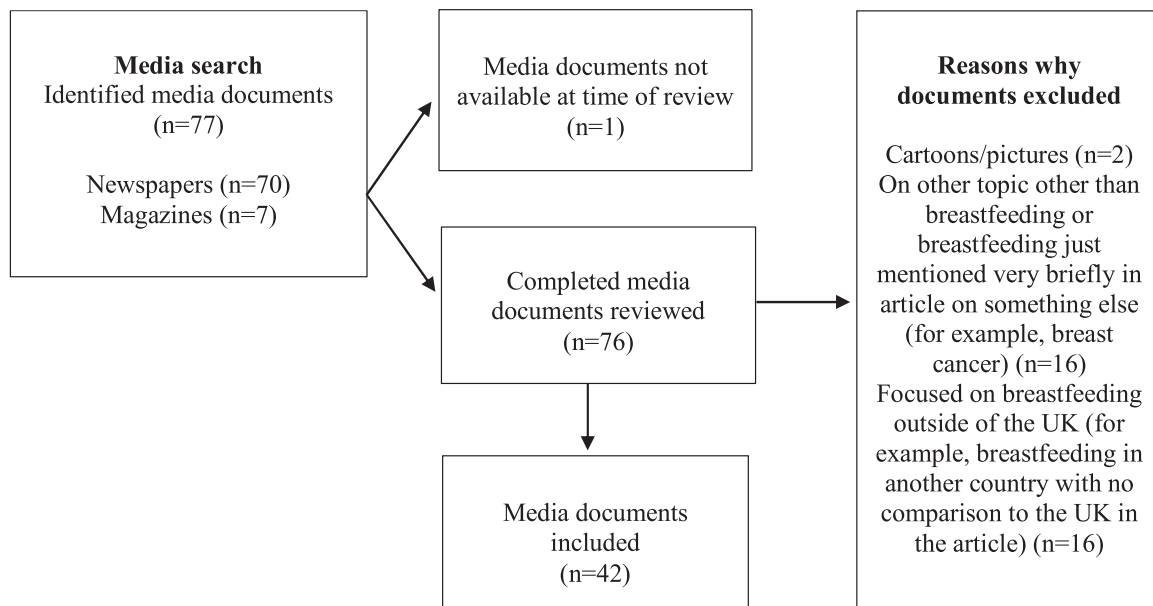 Media search
Identified media documents
(n=77)
Newspapers (n=70)
Magazines (n=7)
Media documents not
available at time of review
(n=1)
Completed media
documents reviewed
(n=76)
Media documents
included
(n=42)
Reasons why
documents excluded
Cartoons/pictures (n=2)
On other topic other than
breastfeeding or
breastfeeding just
mentioned very briefly in
article on something else
(for example, breast
cancer) (n=16)
Focused on breastfeeding
outside of the UK (for
example, breastfeeding in
another country with no
comparison to the UK in
the article) (n=16)